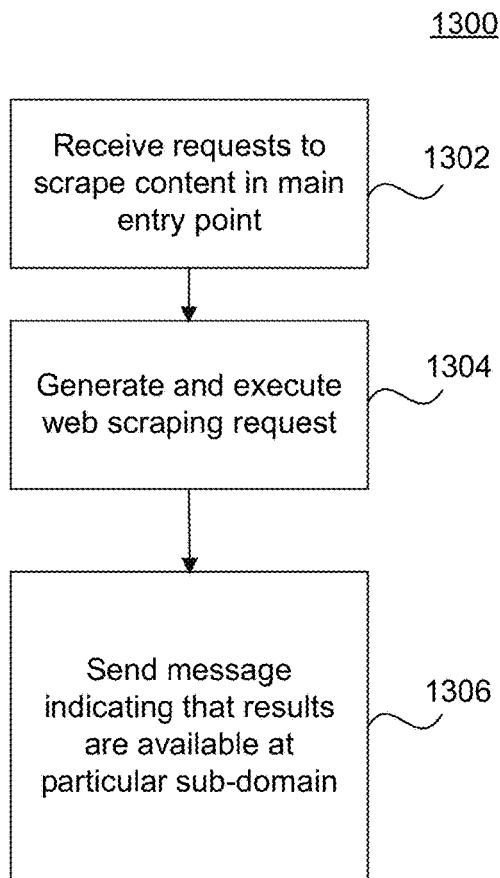 1300
Receive requests to
scrape content in main
entry point
1302
Generate and execute
web scraping request
1304
Send message
indicating that results
are available at
particular sub-domain
1306